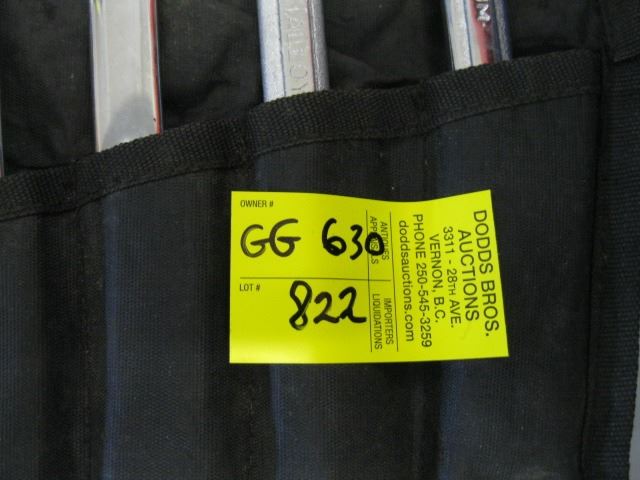 OWNER #
GG 630
LOT #
822
ANTIQUES
APPRAISALS
IMPORTERS
LIQUIDATIONS
DODDS BROS.
AUCTIONS
3311 - 28TH AVE.
VERNON, B.C.
PHONE 250-545-3259
doddsauctions.com